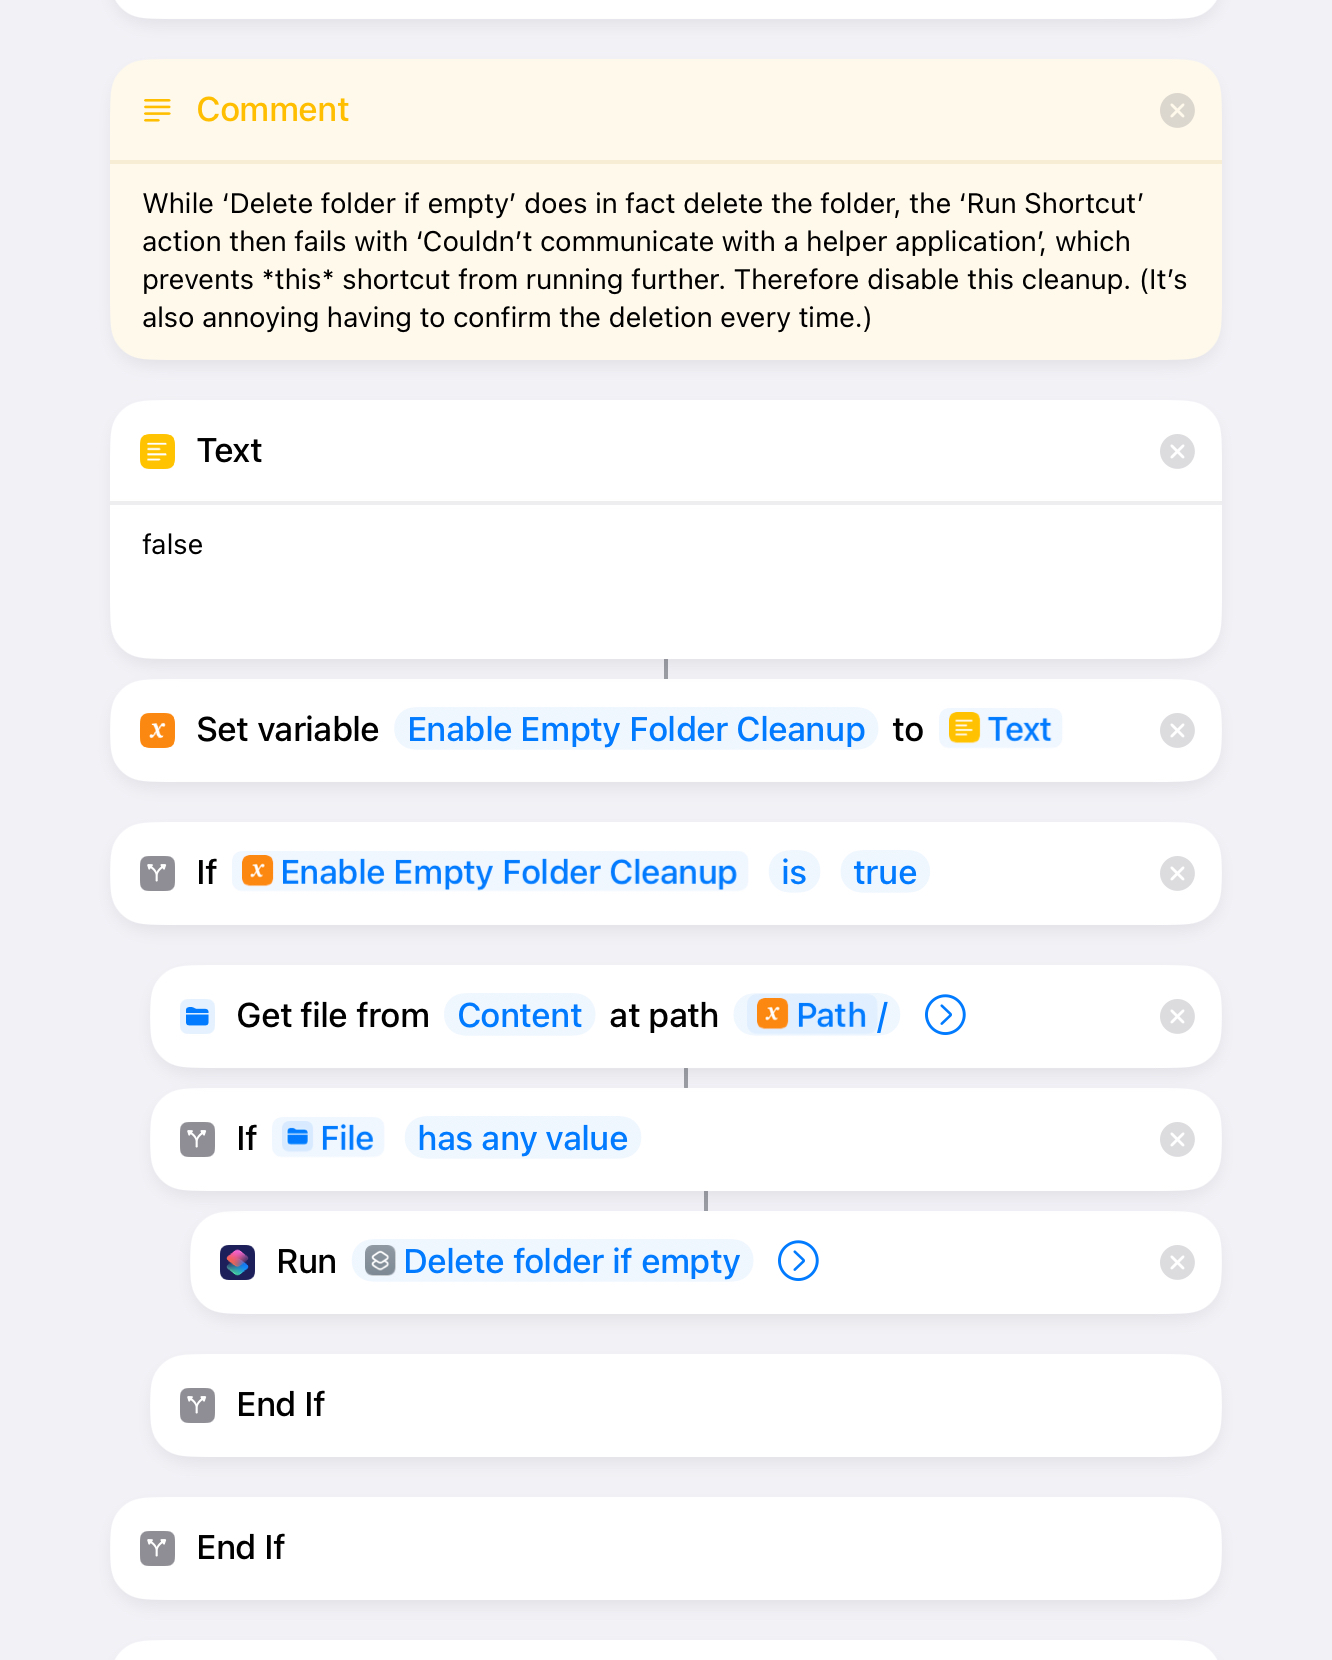 Comment
While ‘Delete folder if empty’ does in fact delete the folder, the ‘Run Shortcut’
action then fails with ‘Couldn’t communicate with a helper application’, which
prevents *this* shortcut from running further. Therefore disable this cleanup. (It’s
also annoying having to confirm the deletion every time.)
Text
false
Set variable Enable Empty Folder Cleanup to Text
If Enable Empty Folder Cleanup is true
Get file from Content at path Path/
If File has any value
Run Delete folder if empty
End If
End If